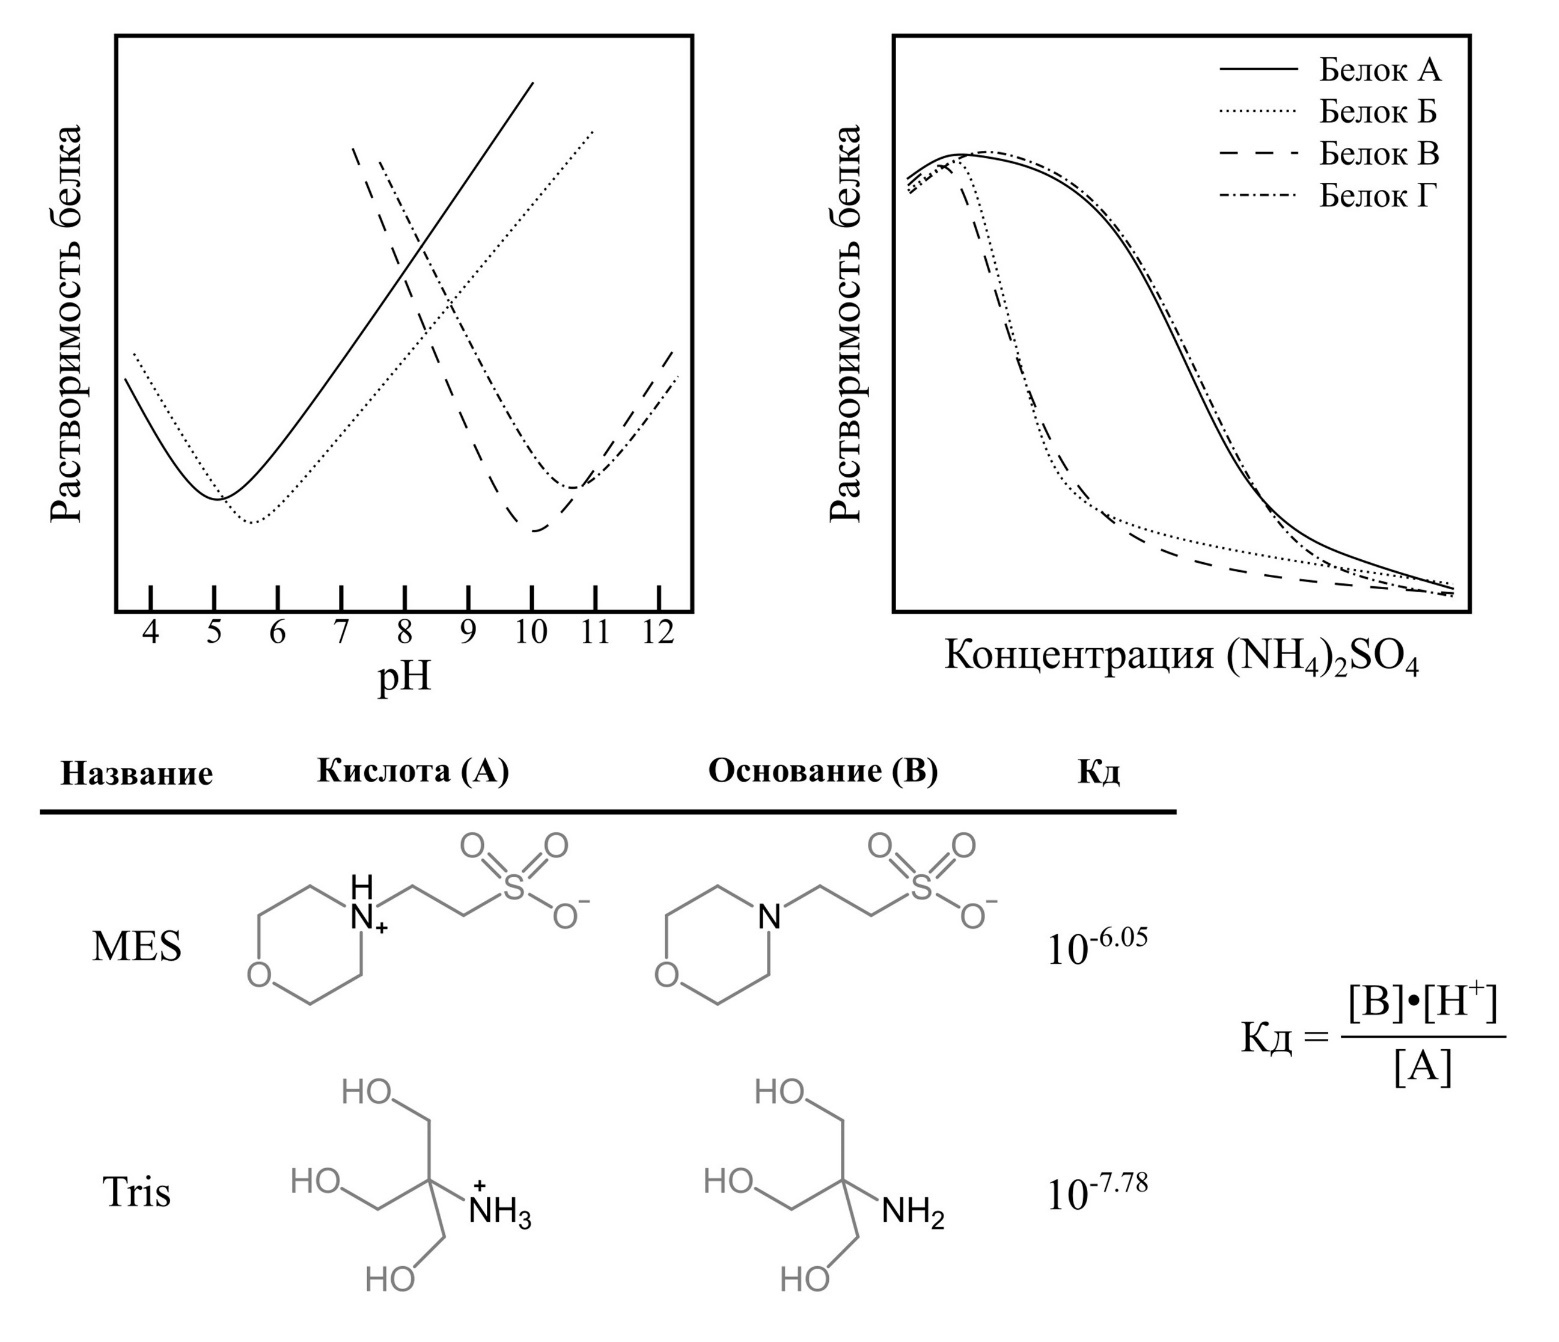 Растворимость белка
4 5 6 7 8 9 10 11 12
pH
Растворимость белка
Белок А
Белок Б
Белок В
Белок Г
Концентрация (NH4)2SO4
Название Кислота (А) Основание (В) Кд
MES
H
N
+
O
O
O
S
O⁻
N
O
O
O
S
O⁻
10^-6.05
Кд = [B]•[H⁺]
[A]
Tris
HO
HO
HO
+
NH3
HO
HO
HO
NH2
10^-7.78